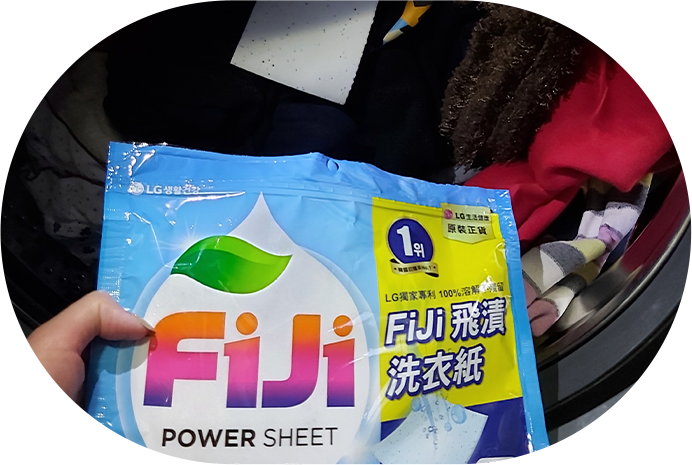 LG생활건강
LG生活健康
原裝正貨
1위
LG獨家專利 100%溶解
FiJi 飛漬
洗衣紙
FiJi
POWER SHEET